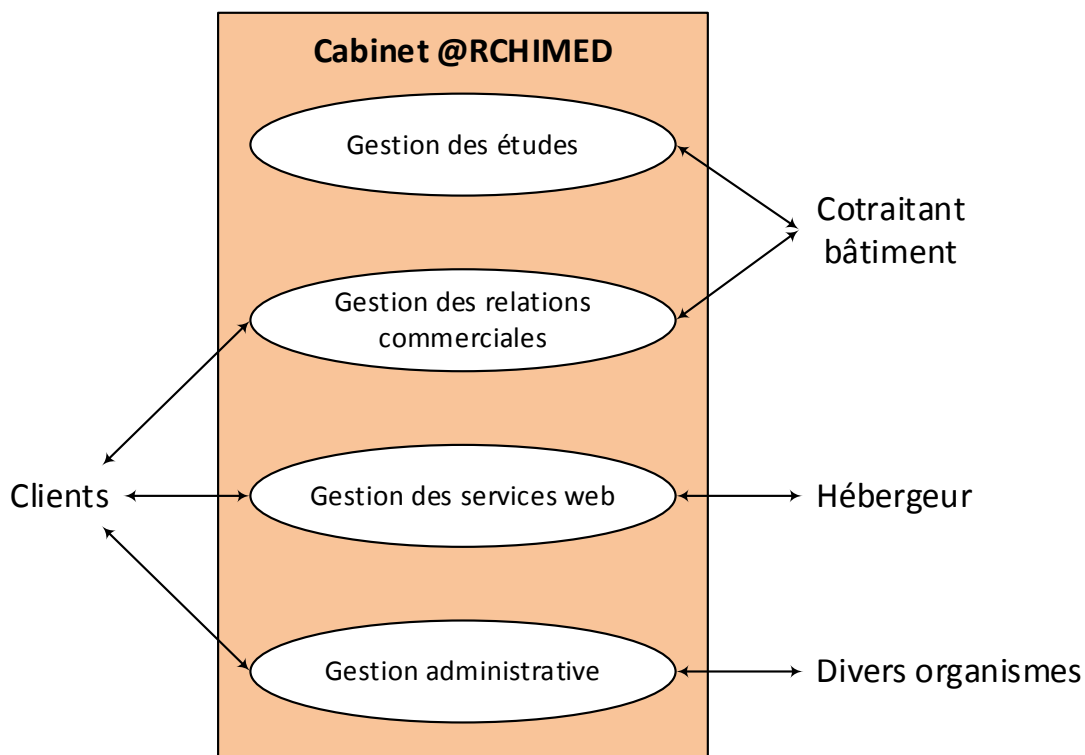 Cabinet @RCHIMED
Gestion des études
Cotraitant
bâtiment
Gestion des relations
commerciales
Clients
Gestion des services web
Hébergeur
Gestion administrative
Divers organismes